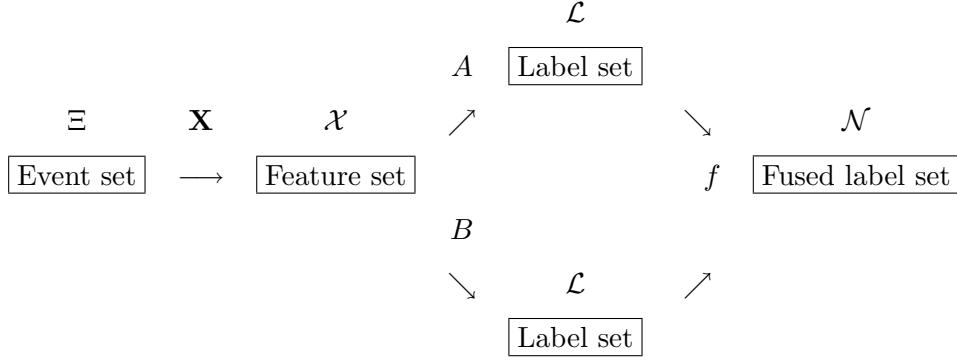 ℒ
A Label set
Ξ X 𝒳 𝒩
Event set ⟶ Feature set f Fused label set
B
ℒ
Label set